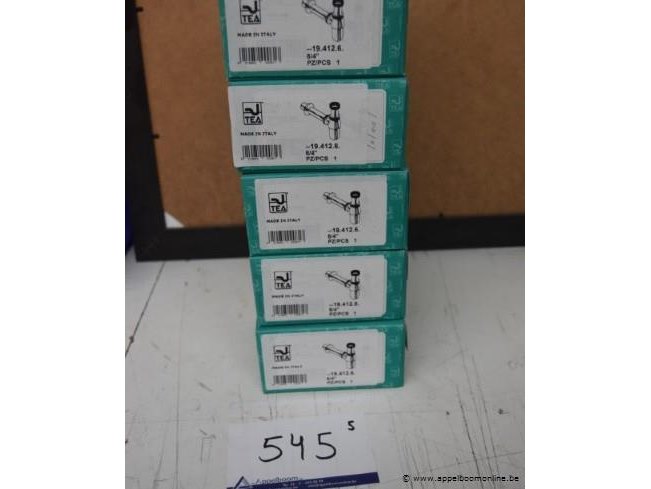 TEA
MADE IN ITALY
--19.412.6.
5/4"
PZ/PCS 1
TEA
MADE IN ITALY
--19.412.6.
5/4"
PZ/PCS 1
TEA
MADE IN ITALY
--19.412.6.
5/4"
PZ/PCS 1
TEA
MADE IN ITALY
--19.412.6.
5/4"
PZ/PCS 1
TEA
MADE IN ITALY
--19.412.6.
5/4"
PZ/PCS 1
545 5
Appelboom
© www.appelboomonline.be